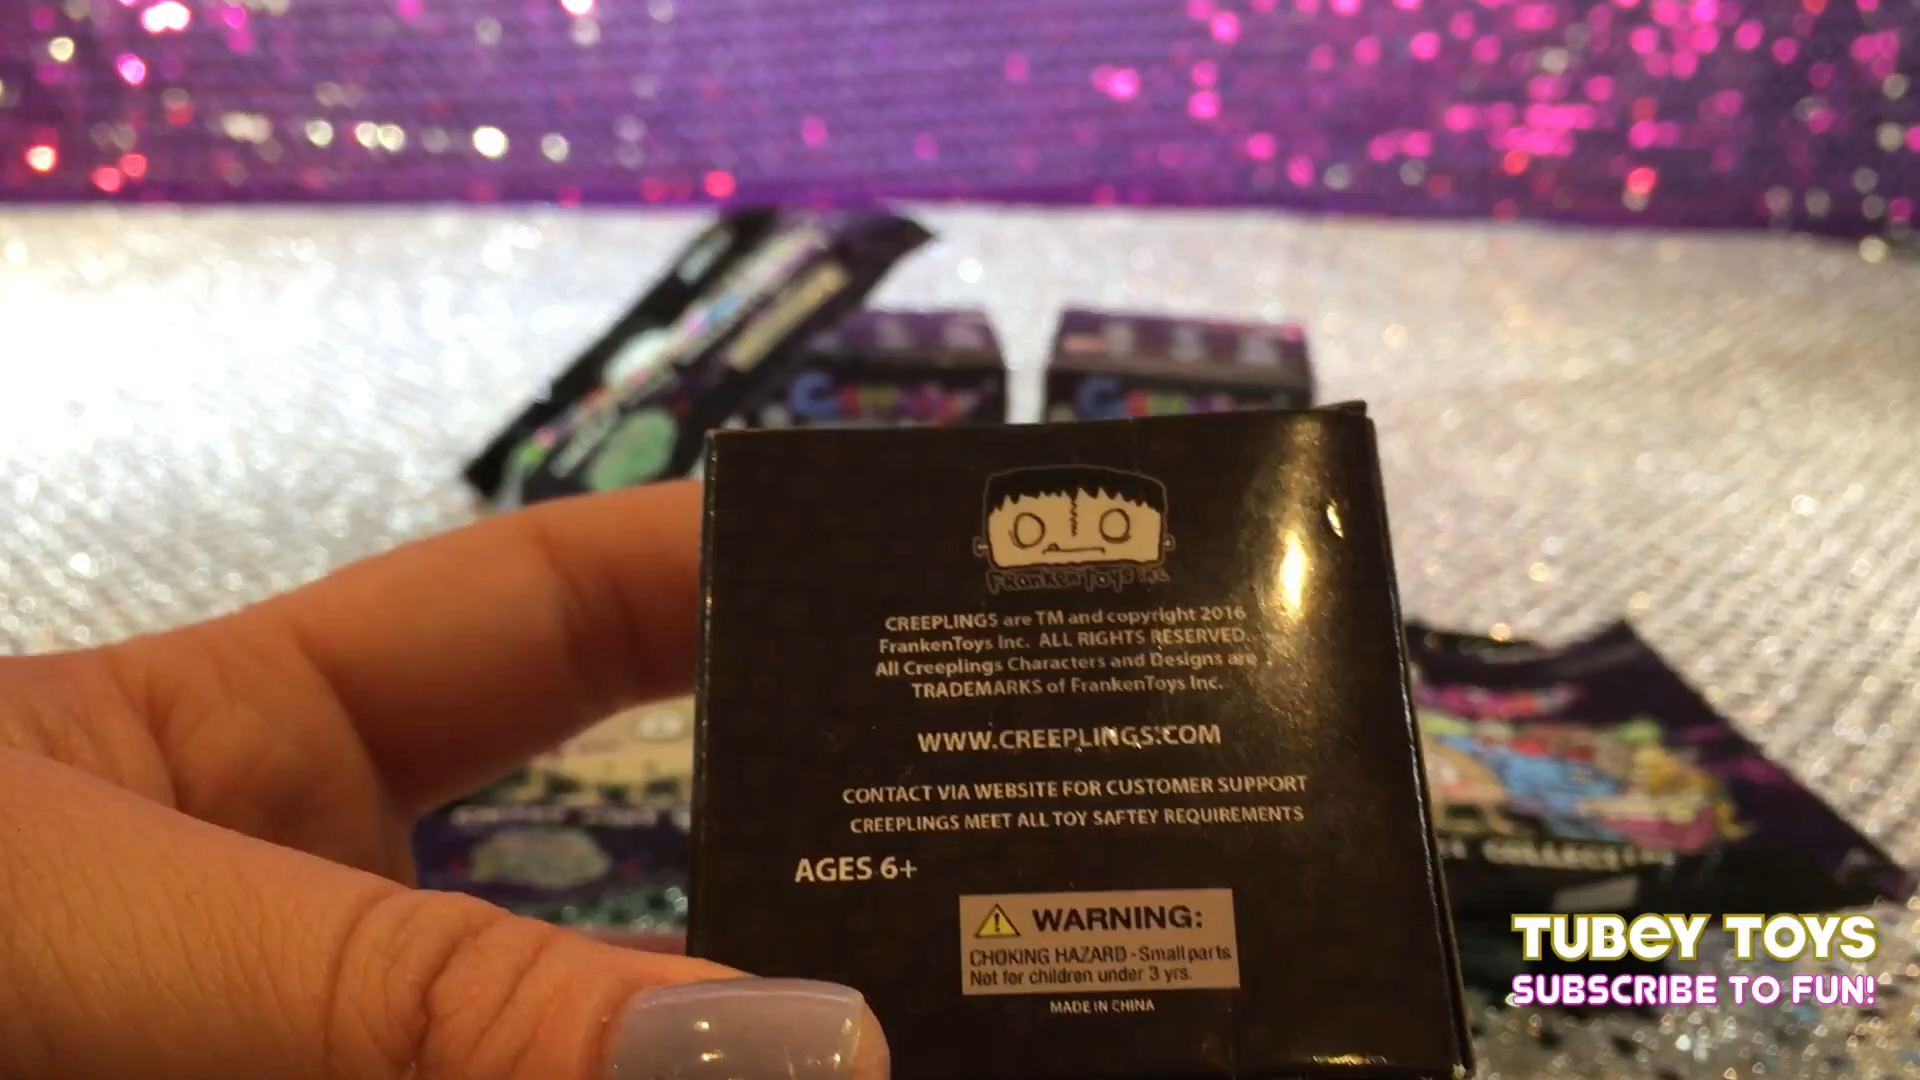 FrankenToys INC
CREEPLINGS are TM and copyright 2016
FrankenToys Inc. ALL RIGHTS RESERVED.
All Creeplings Characters and Designs are
TRADEMARKS of FrankenToys Inc.
WWW.CREEPLINGS.COM
CONTACT VIA WEBSITE FOR CUSTOMER SUPPORT
CREEPLINGS MEET ALL TOY SAFTEY REQUIREMENTS
AGES 6+
WARNING:
CHOKING HAZARD - Small parts
Not for children under 3 yrs.
MADE IN CHINA
TUBEY TOYS
SUBSCRIBE TO FUN!